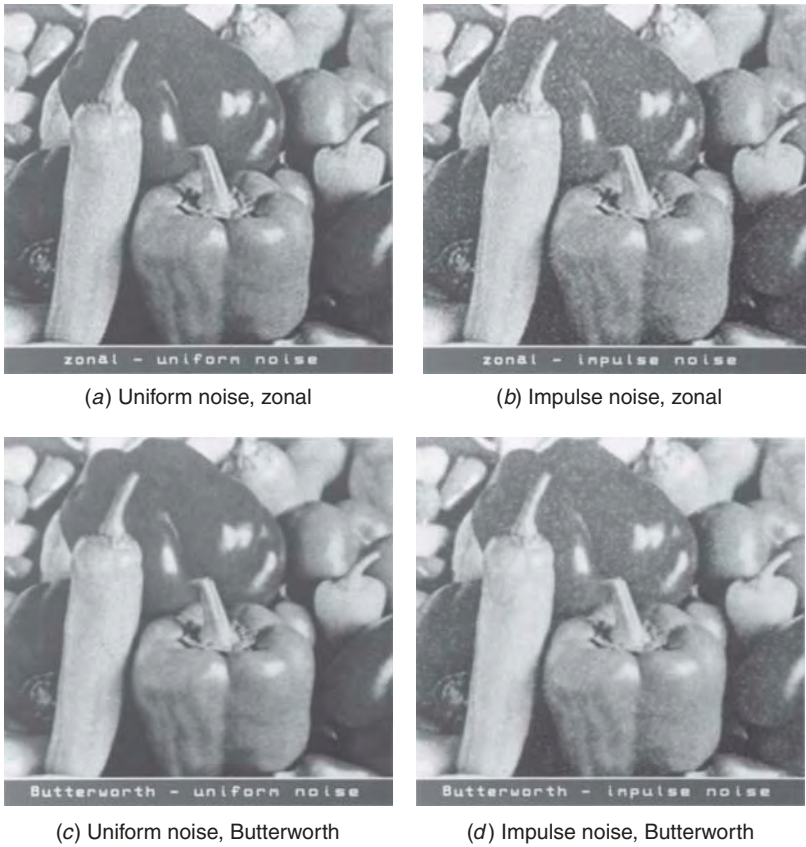 zonal - uniform noise
zonal - impulse noise
(a) Uniform noise, zonal
(b) Impulse noise, zonal
Butterworth - uniform noise
Butterworth - impulse noise
(c) Uniform noise, Butterworth
(d) Impulse noise, Butterworth